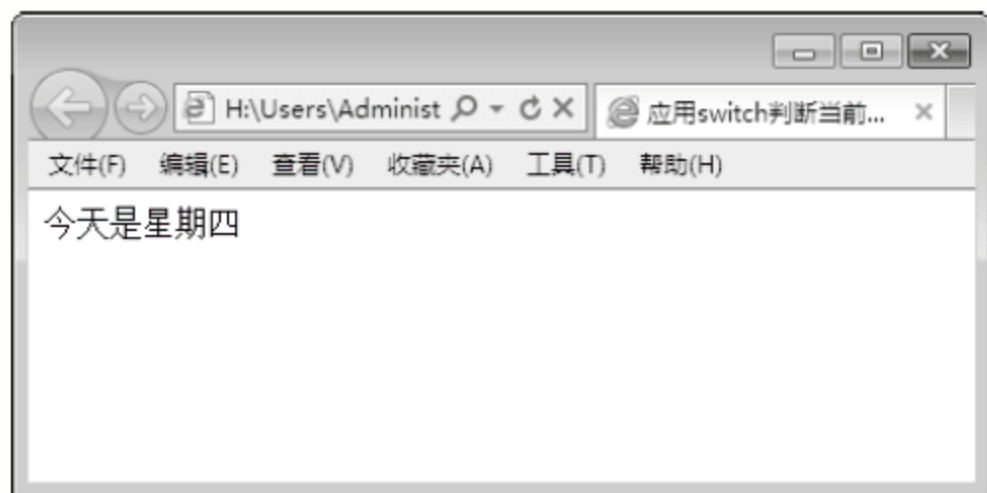 H:\Users\Administ
应用switch判断当前...
文件(F) 编辑(E) 查看(V) 收藏夹(A) 工具(T) 帮助(H)
今天是星期四